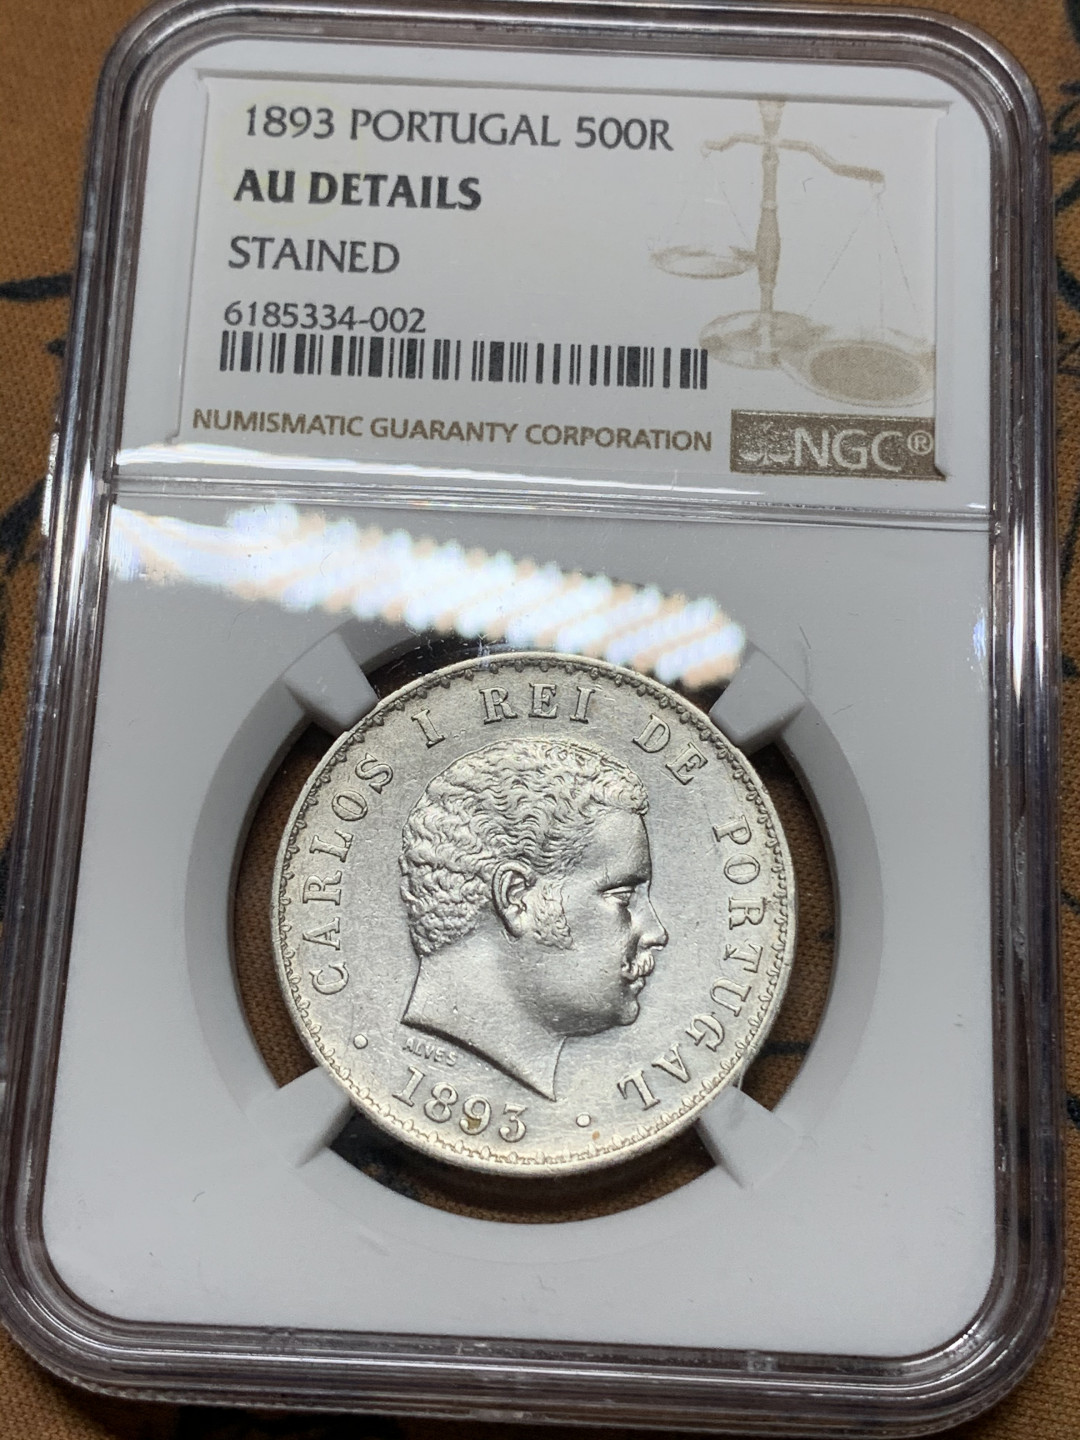 1893 PORTUGAL 500R
AU DETAILS
STAINED
6185334-002
NUMISMATIC GUARANTY CORPORATION
NGC®
CARLOS I REI DE PORTUGAL
ALVES
• 1893 •